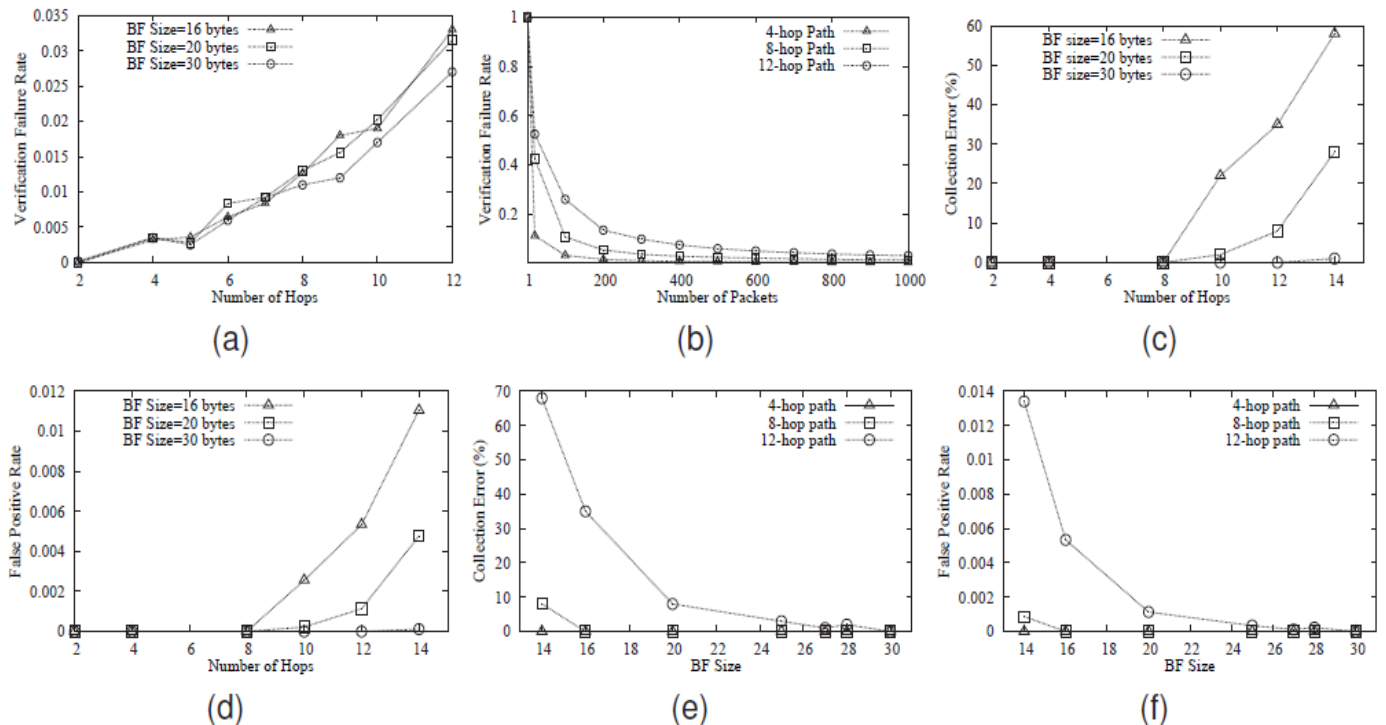 0.035
0.03
0.025
0.02
0.015
0.01
0.005
0
Verification Failure Rate
BF Size=16 bytes
BF Size=20 bytes
BF Size=30 bytes
2 4 6 8 10 12
Number of Hops
(a)
1
0.8
0.6
0.4
0.2
Verification Failure Rate
4-hop Path
8-hop Path
12-hop Path
1 200 400 600 800 1000
Number of Packets
(b)
60
50
40
30
20
10
0
Collection Error (%)
BF size=16 bytes
BF size=20 bytes
BF size=30 bytes
2 4 6 8 10 12 14
Number of Hops
(c)
0.012
0.01
0.008
0.006
0.004
0.002
0
False Positive Rate
BF Size=16 bytes
BF Size=20 bytes
BF Size=30 bytes
2 4 6 8 10 12 14
Number of Hops
(d)
70
60
50
40
30
20
10
0
Collection Error (%)
4-hop path
8-hop path
12-hop path
14 16 18 20 22 24 26 28 30
BF Size
(e)
0.014
0.012
0.01
0.008
0.006
0.004
0.002
0
False Positive Rate
4-hop path
8-hop path
12-hop path
14 16 18 20 22 24 26 28 30
BF Size
(f)